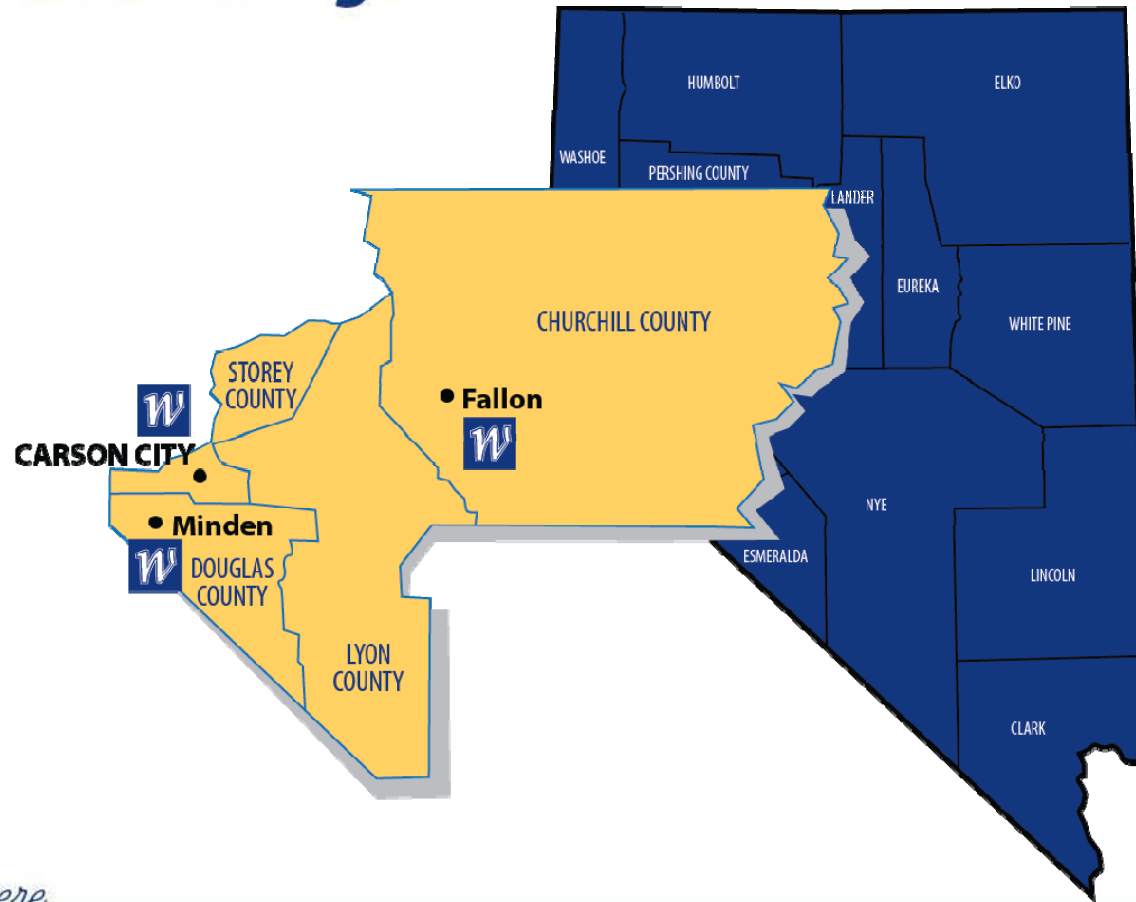 HUMBOLT
ELKO
WASHOE
PERSHING COUNTY
LANDER
EUREKA
CHURCHILL COUNTY
WHITE PINE
STOREY
COUNTY
W
Fallon
W
CARSON CITY
Minden
W
DOUGLAS
COUNTY
NYE
ESMERALDA
LINCOLN
LYON
COUNTY
CLARK
ere.